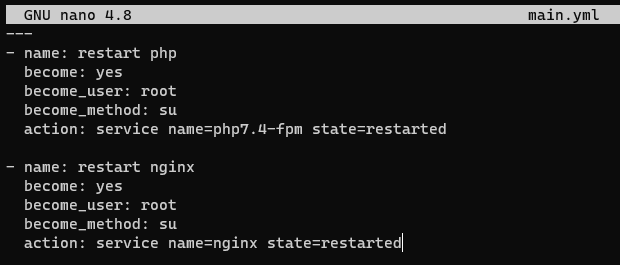 GNU nano 4.8 main.yml
---
- name: restart php
  become: yes
  become_user: root
  become_method: su
  action: service name=php7.4-fpm state=restarted

- name: restart nginx
  become: yes
  become_user: root
  become_method: su
  action: service name=nginx state=restarted